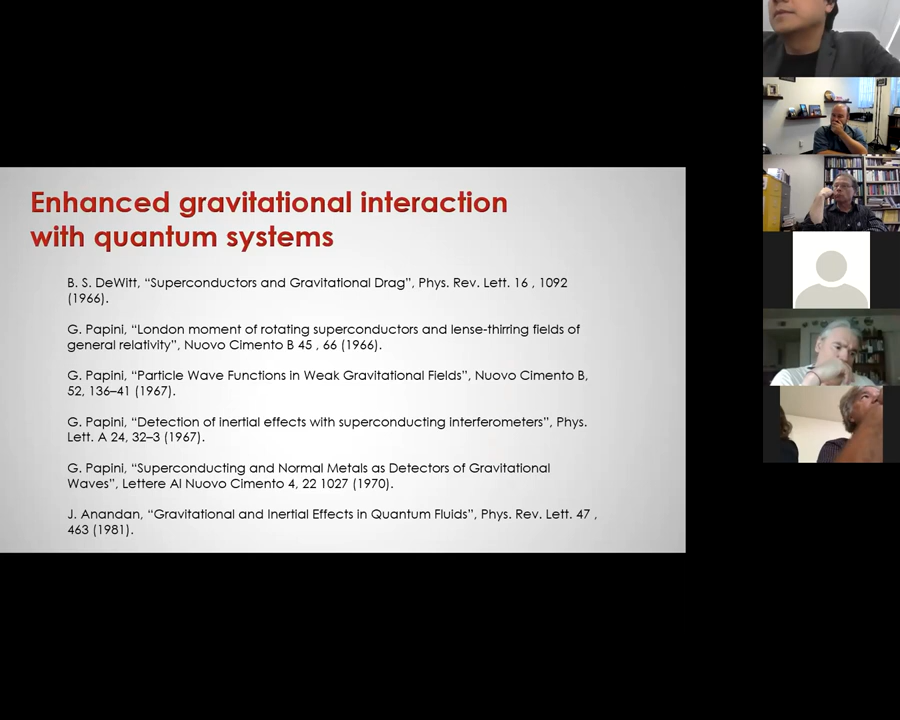 Enhanced gravitational interaction
with quantum systems
B. S. DeWitt, “Superconductors and Gravitational Drag”, Phys. Rev. Lett. 16 , 1092
(1966).
G. Papini, “London moment of rotating superconductors and lense-thirring fields of
general relativity”, Nuovo Cimento B 45 , 66 (1966).
G. Papini, “Particle Wave Functions in Weak Gravitational Fields”, Nuovo Cimento B,
52, 136–41 (1967).
G. Papini, “Detection of inertial effects with superconducting interferometers”, Phys.
Lett. A 24, 32–3 (1967).
G. Papini, “Superconducting and Normal Metals as Detectors of Gravitational
Waves”, Lettere Al Nuovo Cimento 4, 22 1027 (1970).
J. Anandan, “Gravitational and Inertial Effects in Quantum Fluids”, Phys. Rev. Lett. 47 ,
463 (1981).